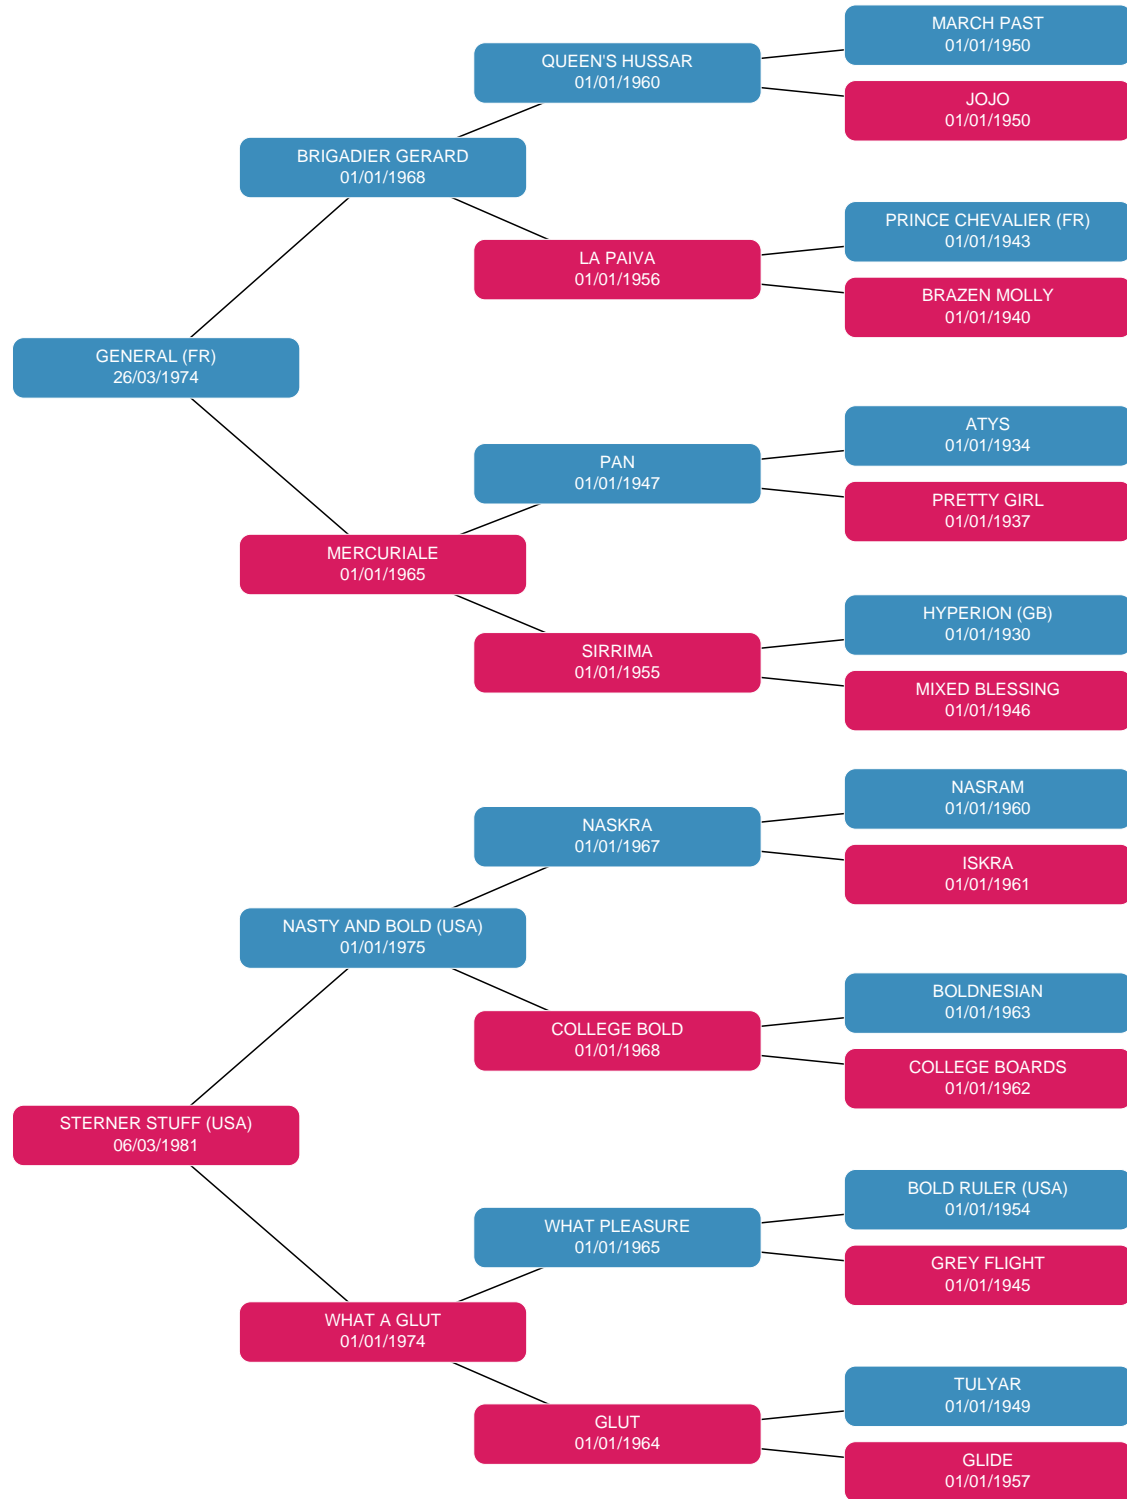 MARCH PAST
01/01/1950
QUEEN'S HUSSAR
01/01/1960
JOJO
01/01/1950
BRIGADIER GERARD
01/01/1968
PRINCE CHEVALIER (FR)
01/01/1943
LA PAIVA
01/01/1956
BRAZEN MOLLY
01/01/1940
GENERAL (FR)
26/03/1974
ATYS
01/01/1934
PAN
01/01/1947
PRETTY GIRL
01/01/1937
MERCURIALE
01/01/1965
HYPERION (GB)
01/01/1930
SIRRIMA
01/01/1955
MIXED BLESSING
01/01/1946
NASRAM
01/01/1960
NASKRA
01/01/1967
ISKRA
01/01/1961
NASTY AND BOLD (USA)
01/01/1975
BOLDNESIAN
01/01/1963
COLLEGE BOLD
01/01/1968
COLLEGE BOARDS
01/01/1962
STERNER STUFF (USA)
06/03/1981
BOLD RULER (USA)
01/01/1954
WHAT PLEASURE
01/01/1965
GREY FLIGHT
01/01/1945
WHAT A GLUT
01/01/1974
TULYAR
01/01/1949
GLUT
01/01/1964
GLIDE
01/01/1957